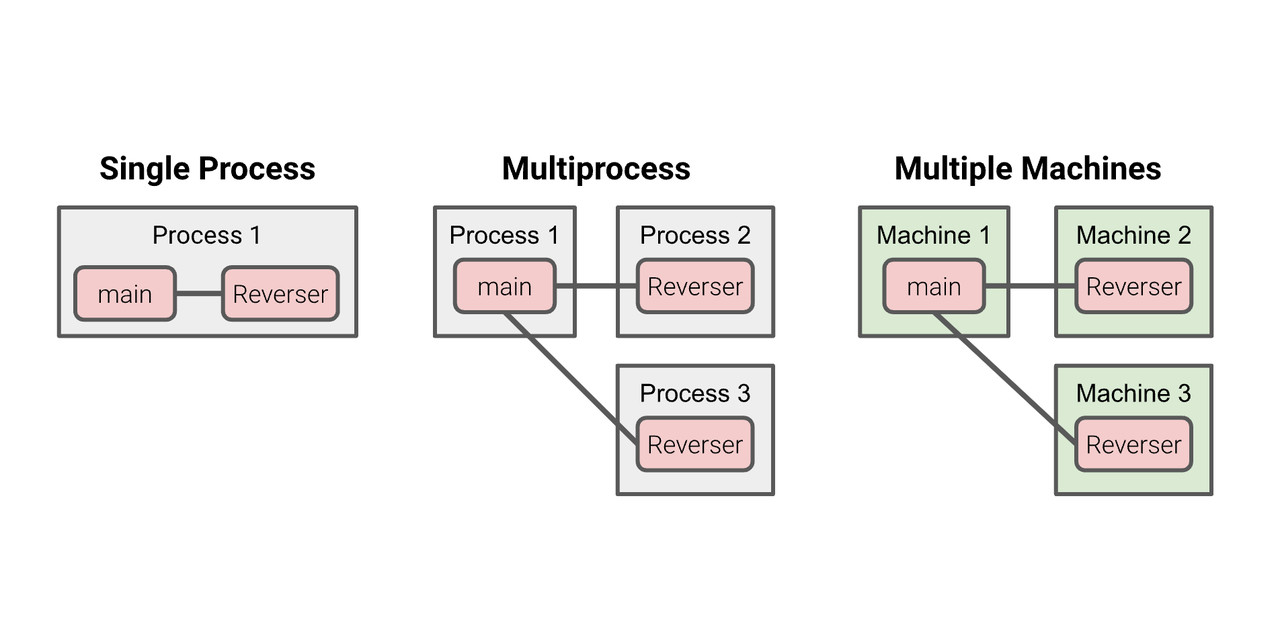 Single Process
Process 1
main
Reverser
Multiprocess
Process 1
main
Process 2
Reverser
Process 3
Reverser
Multiple Machines
Machine 1
main
Machine 2
Reverser
Machine 3
Reverser